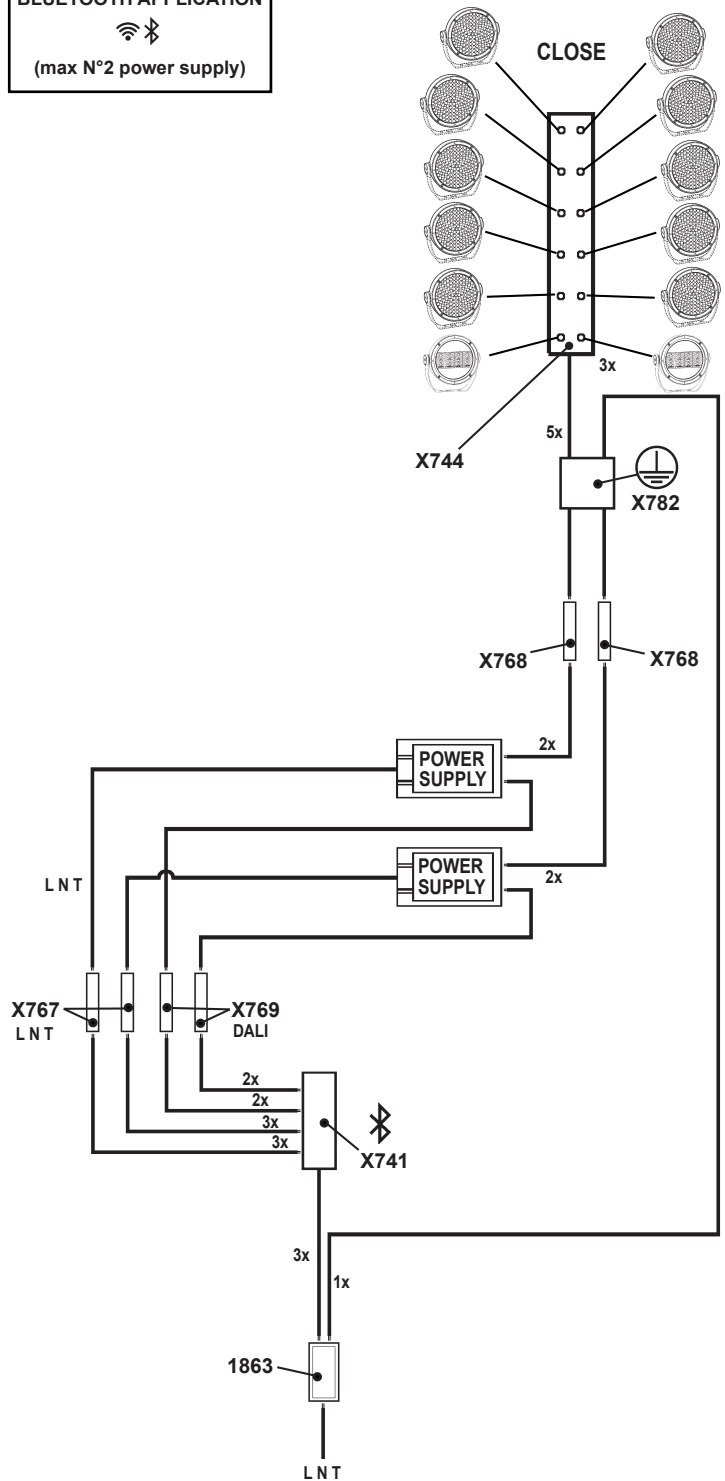 BLUETOOTH APPLICATION
(max N°2 power supply)
CLOSE
3x
5x
X744
X782
X768
X768
2x
POWER
SUPPLY
POWER
SUPPLY
2x
L N T
X767
L N T
X769
DALI
2x
2x
3x
3x
X741
3x
1x
1863
L N T